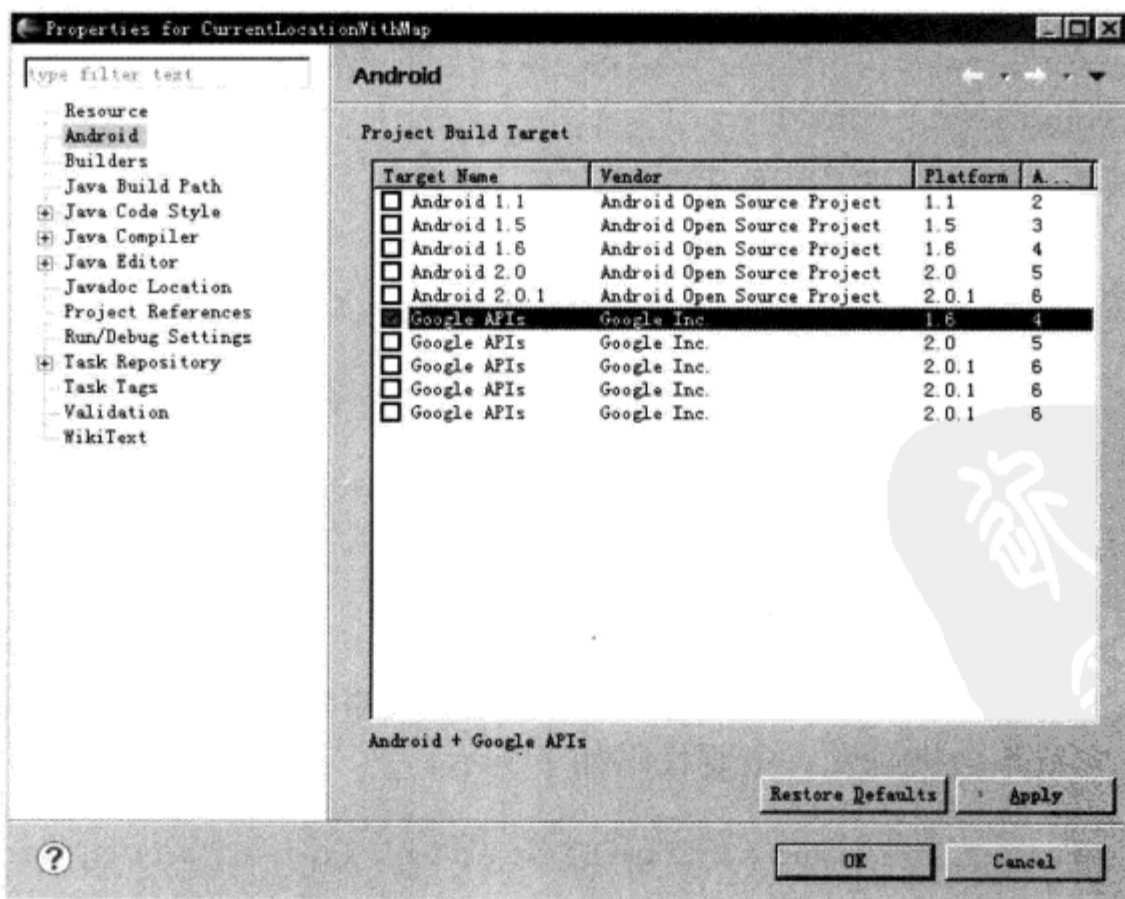 Properties for CurrentLocationWithMap
type filter text
Resource
Android
Builders
Java Build Path
Java Code Style
Java Compiler
Java Editor
Javadoc Location
Project References
Run/Debug Settings
Task Repository
Task Tags
Validation
WikiText
Android
Project Build Target
Target Name Vendor Platform A...
Android 1.1 Android Open Source Project 1.1 2
Android 1.5 Android Open Source Project 1.5 3
Android 1.6 Android Open Source Project 1.6 4
Android 2.0 Android Open Source Project 2.0 5
Android 2.0.1 Android Open Source Project 2.0.1 6
Google APIs Google Inc. 1.6 4
Google APIs Google Inc. 2.0 5
Google APIs Google Inc. 2.0.1 6
Google APIs Google Inc. 2.0.1 6
Google APIs Google Inc. 2.0.1 6
Android + Google APIs
Restore Defaults Apply
? OK Cancel